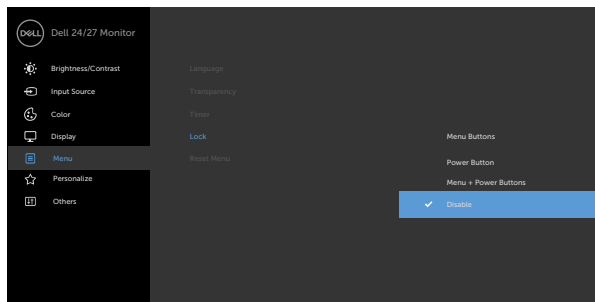 DELL
Dell 24/27 Monitor
Brightness/Contrast
Input Source
Color
Display
Menu
Personalize
Others
Language
Transparency
Timer
Lock
Reset Menu
Menu Buttons
Power Button
Menu + Power Buttons
Disable